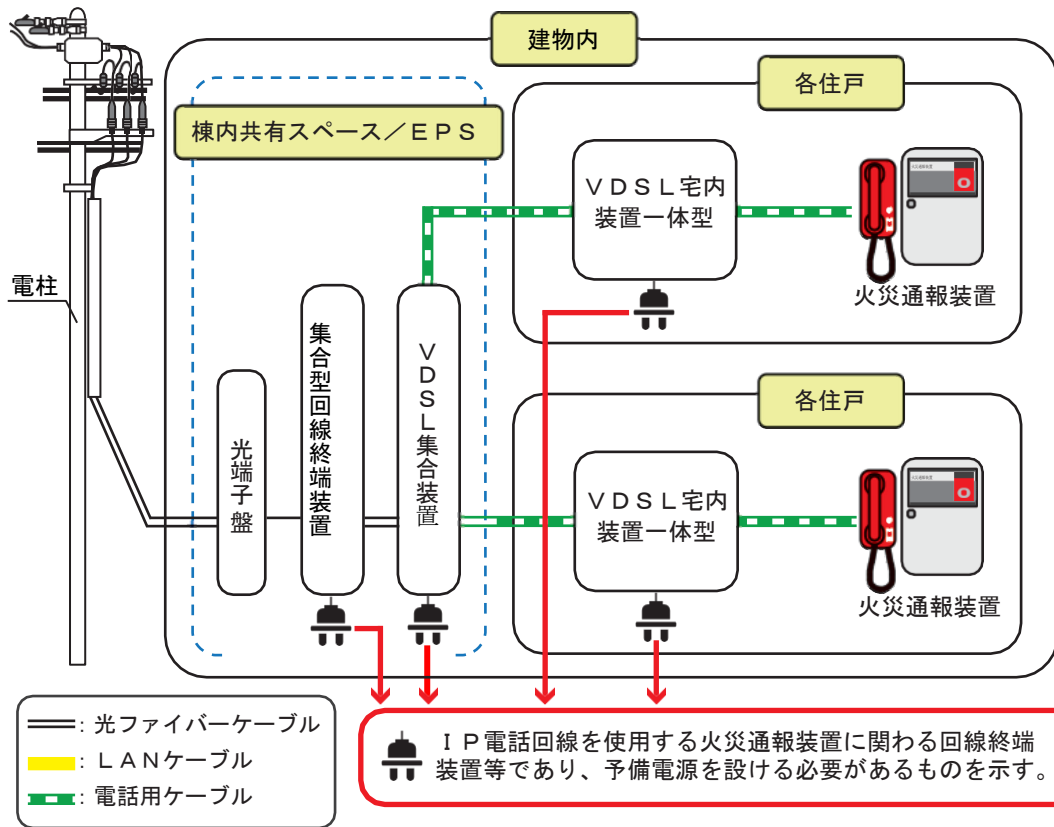 建物内
各住戸
棟内共有スペース／ＥＰＳ
ＶＤＳＬ宅内
装置一体型
火災通報装置
電柱
光端子盤
集合型回線終端装置
ＶＤＳＬ集合装置
各住戸
ＶＤＳＬ宅内
装置一体型
火災通報装置
：光ファイバーケーブル
：ＬＡＮケーブル
：電話用ケーブル
ＩＰ電話回線を使用する火災通報装置に関わる回線終端
装置等であり、予備電源を設ける必要があるものを示す。